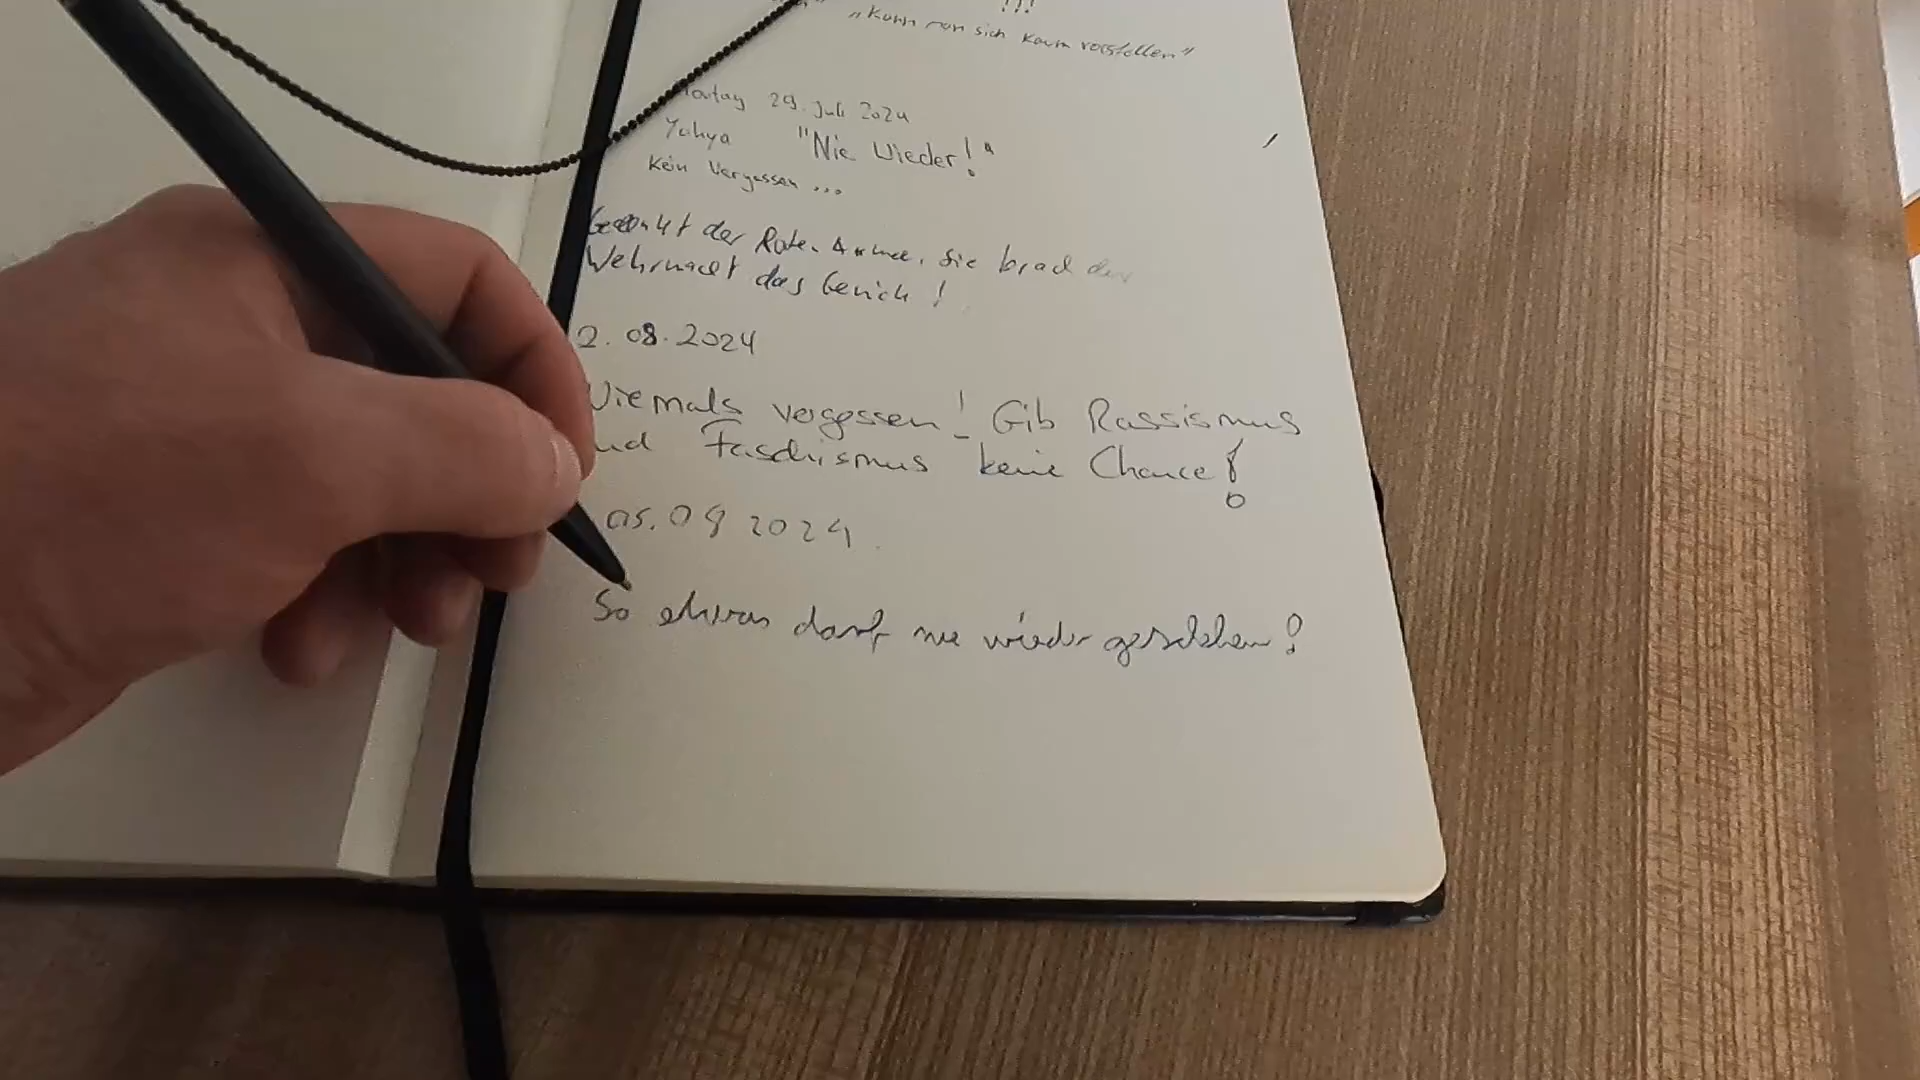 !!!
"Kann man sich kaum vorstellen"
Montag 29. Juli 2024
Yahya "Nie Wieder!"
Kein Vergessen ...
Gedenkt der Roten Armee, sie brach der
Wehrmacht das Genick!
2.08.2024
Niemals vergessen! Gib Rassismus
und Faschismus keine Chance!
05.09 2024.
So etwas darf nie wieder geschehen!